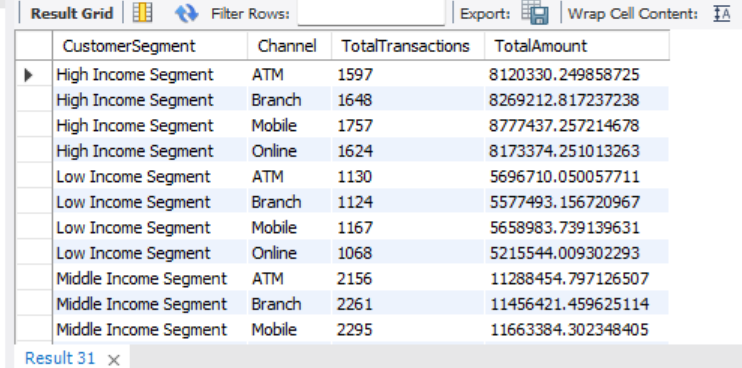 Result Grid Filter Rows: Export: Wrap Cell Content: IA
CustomerSegment Channel TotalTransactions TotalAmount
High Income Segment ATM 1597 8120330.249858725
High Income Segment Branch 1648 8269212.817237238
High Income Segment Mobile 1757 8777437.257214678
High Income Segment Online 1624 8173374.251013263
Low Income Segment ATM 1130 5696710.050057711
Low Income Segment Branch 1124 5577493.156720967
Low Income Segment Mobile 1167 5658983.739139631
Low Income Segment Online 1068 5215544.009302293
Middle Income Segment ATM 2156 11288454.797126507
Middle Income Segment Branch 2261 11456421.459625114
Middle Income Segment Mobile 2295 11663384.302348405
Result 31 ×